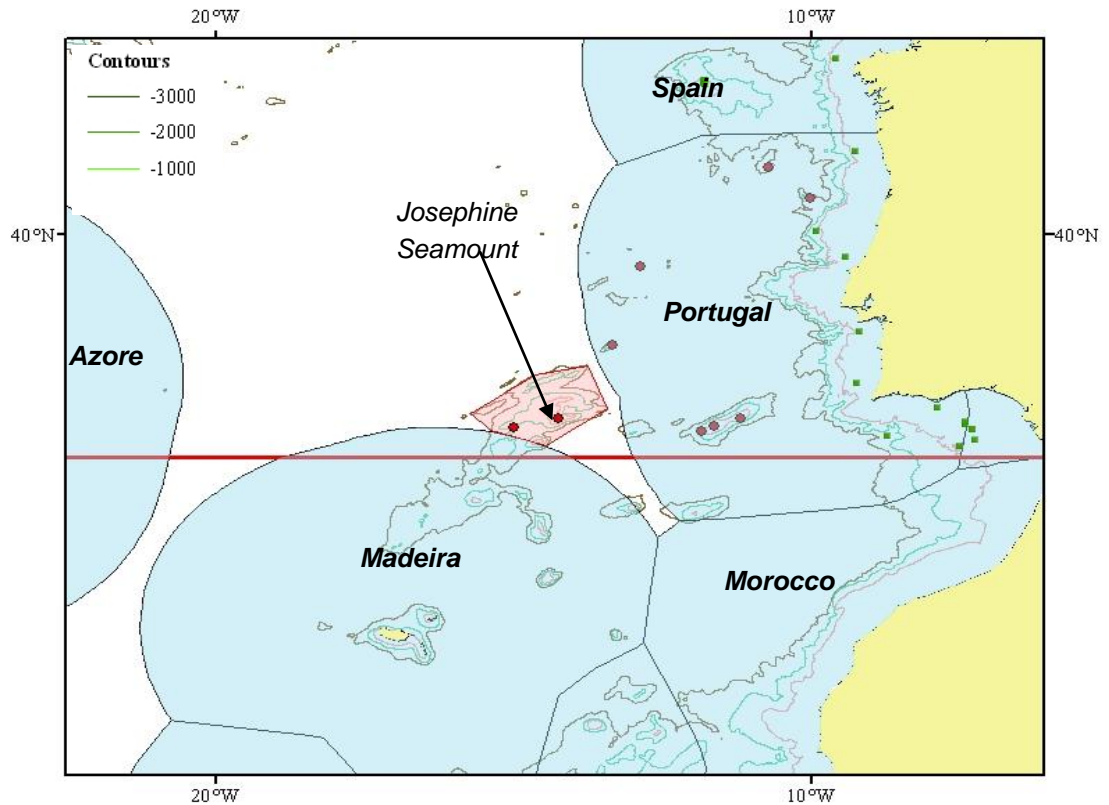 20°W
10°W
Contours
-3000
-2000
-1000
Spain
Josephine
Seamount
40°N
40°N
Portugal
Azore
Madeira
Morocco
20°W
10°W